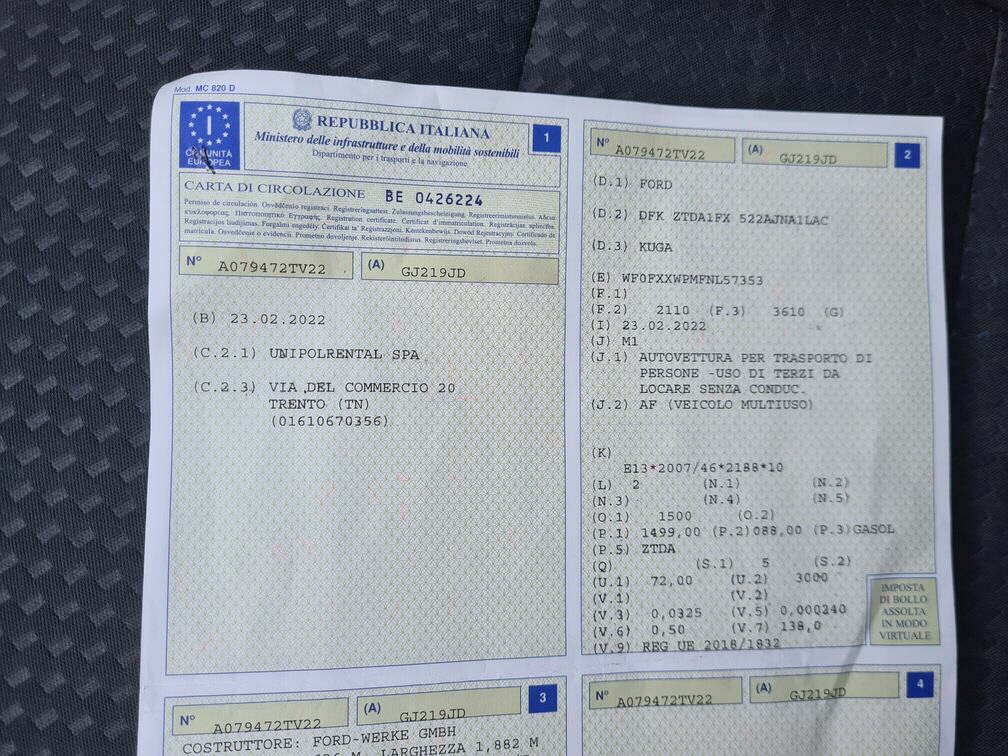 Mod. MC 820 D
COMUNITÀ
EUROPEA
I
REPUBBLICA ITALIANA
Ministero delle infrastrutture e della mobilità sostenibili
Dipartimento per i trasporti e la navigazione
1
CARTA DI CIRCOLAZIONE BE 0426224
N° A079472TV22 (A) GJ219JD
(B) 23.02.2022
(C.2.1) UNIPOLRENTAL SPA
(C.2.3) VIA DEL COMMERCIO 20
TRENTO (TN)
(01610670356)
N° A079472TV22 (A) GJ219JD 2
(D.1) FORD
(D.2) DFK ZTDA1FX 522AJNA1LAC
(D.3) KUGA
(E) WF0FXXWPMFNL57353
(F.1)
(F.2) 2110 (F.3) 3610 (G)
(I) 23.02.2022
(J) M1
(J.1) AUTOVETTURA PER TRASPORTO DI
PERSONE -USO DI TERZI DA
LOCARE SENZA CONDUC.
(J.2) AF (VEICOLO MULTIUSO)
(K)
E13*2007/46*2188*10
(L) 2 (N.1) (N.2)
(N.3) (N.4) (N.5)
(O.1) 1500 (O.2)
(P.1) 1499,00 (P.2)088,00 (P.3)GASOL
(P.5) ZTDA
(Q) (S.1) 5 (S.2)
(U.1) 72,00 (U.2) 3000
(V.1) (V.2)
(V.3) 0,0325 (V.5) 0,000240
(V.6) 0,50 (V.7) 138,0
(V.9) REG UE 2018/1832
IMPOSTA
DI BOLLO
ASSOLTA
IN MODO
VIRTUALE
N° A079472TV22 (A) GJ219JD 3
COSTRUTTORE: FORD-WERKE GMBH
M, LARGHEZZA 1,882 M
N° A079472TV22 (A) GJ219JD 4